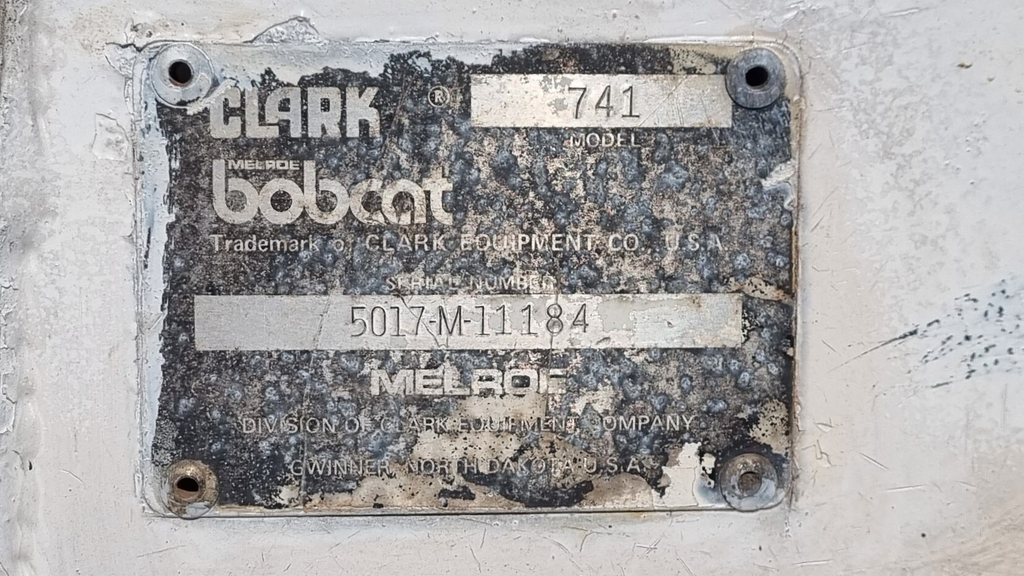 CLARK ® 741
MODEL
MELROE
bobcat
Trademark of CLARK EQUIPMENT CO. U.S.A.
SERIAL NUMBER
5017-M-11184
MELROE
DIVISION OF CLARK EQUIPMENT COMPANY
GWINNER, NORTH DAKOTA U.S.A.